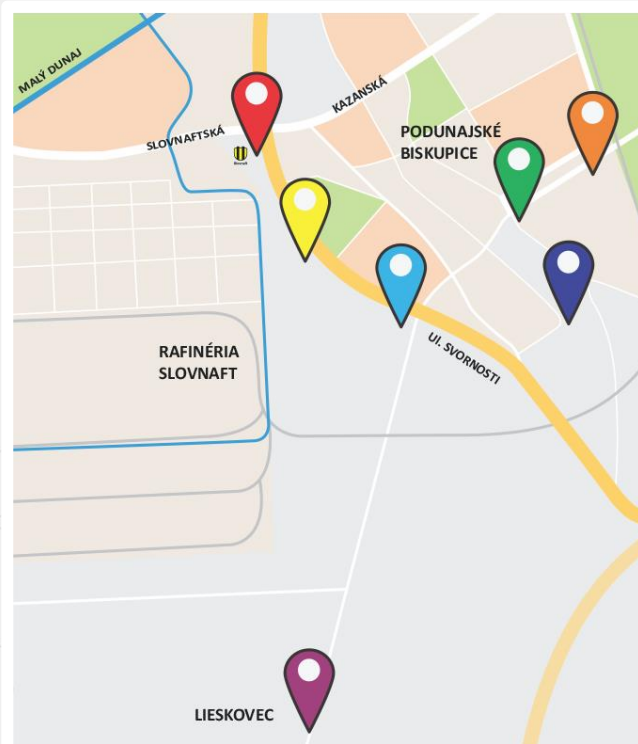 MALÝ DUNAJ
KAZANSKÁ
SLOVNAFTSKÁ
PODUNAJSKÉ
BISKUPICE
RAFINÉRIA
SLOVNAFT
Ul. SVORNOSTI
LIESKOVEC